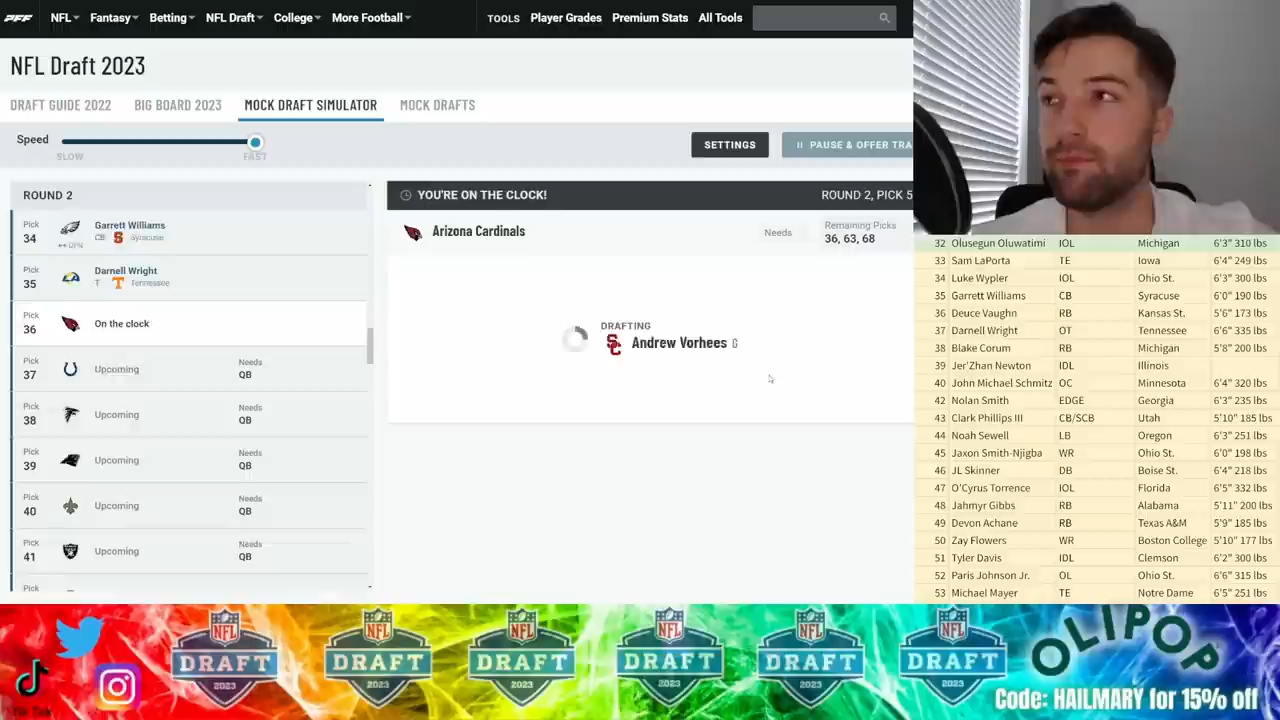 PFF NFL Fantasy Betting NFL Draft College More Football TOOLS Player Grades Premium Stats All Tools
NFL Draft 2023
DRAFT GUIDE 2022 BIG BOARD 2023 MOCK DRAFT SIMULATOR MOCK DRAFTS
Speed
SLOW FAST
SETTINGS
PAUSE & OFFER TRA
ROUND 2
YOU'RE ON THE CLOCK!
ROUND 2, PICK 5
Pick 34 Garrett Williams
CB Syracuse
Arizona Cardinals
Needs
Remaining Picks
36, 63, 68
Pick 35 Darnell Wright
T Tennessee
Pick 36 On the clock
DRAFTING
Andrew Vorhees G
Pick 37 Upcoming Needs QB
Pick 38 Upcoming Needs QB
Pick 39 Upcoming Needs QB
Pick 40 Upcoming Needs QB
Pick 41 Upcoming Needs QB
Pick
32 Olusegun Oluwatimi IOL Michigan 6'3" 310 lbs
33 Sam LaPorta TE Iowa 6'4" 249 lbs
34 Luke Wypler IOL Ohio St. 6'3" 300 lbs
35 Garrett Williams CB Syracuse 6'0" 190 lbs
36 Deuce Vaughn RB Kansas St. 5'6" 173 lbs
37 Darnell Wright OT Tennessee 6'6" 335 lbs
38 Blake Corum RB Michigan 5'8" 200 lbs
39 Jer'Zhan Newton IDL Illinois
40 John Michael Schmitz OC Minnesota 6'4" 320 lbs
42 Nolan Smith EDGE Georgia 6'3" 235 lbs
43 Clark Phillips III CB/SCB Utah 5'10" 185 lbs
44 Noah Sewell LB Oregon 6'3" 251 lbs
45 Jaxon Smith-Njigba WR Ohio St. 6'0" 198 lbs
46 JL Skinner DB Boise St. 6'4" 218 lbs
47 O'Cyrus Torrence IOL Florida 6'5" 332 lbs
48 Jahmyr Gibbs RB Alabama 5'11" 200 lbs
49 Devon Achane RB Texas A&M 5'9" 185 lbs
50 Zay Flowers WR Boston College 5'10" 177 lbs
51 Tyler Davis IDL Clemson 6'2" 300 lbs
52 Paris Johnson Jr. OL Ohio St. 6'6" 315 lbs
53 Michael Mayer TE Notre Dame 6'5" 251 lbs
NFL DRAFT 2023
NFL DRAFT 2023
NFL DRAFT 2023
NFL DRAFT 2023
NFL DRAFT 2023
NFL DRAFT 2023
OLIPOP
Code: HAILMARY for 15% off